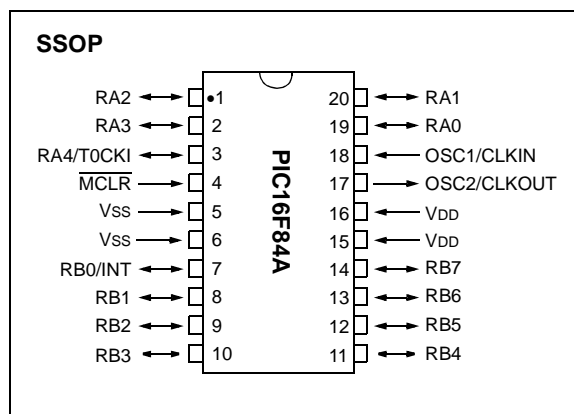 SSOP
RA2 •1 20 RA1
RA3 2 19 RA0
RA4/T0CKI 3 18 OSC1/CLKIN
MCLR 4 17 OSC2/CLKOUT
VSS 5 16 VDD
VSS 6 15 VDD
RB0/INT 7 14 RB7
RB1 8 13 RB6
RB2 9 12 RB5
RB3 10 11 RB4
PIC16F84A